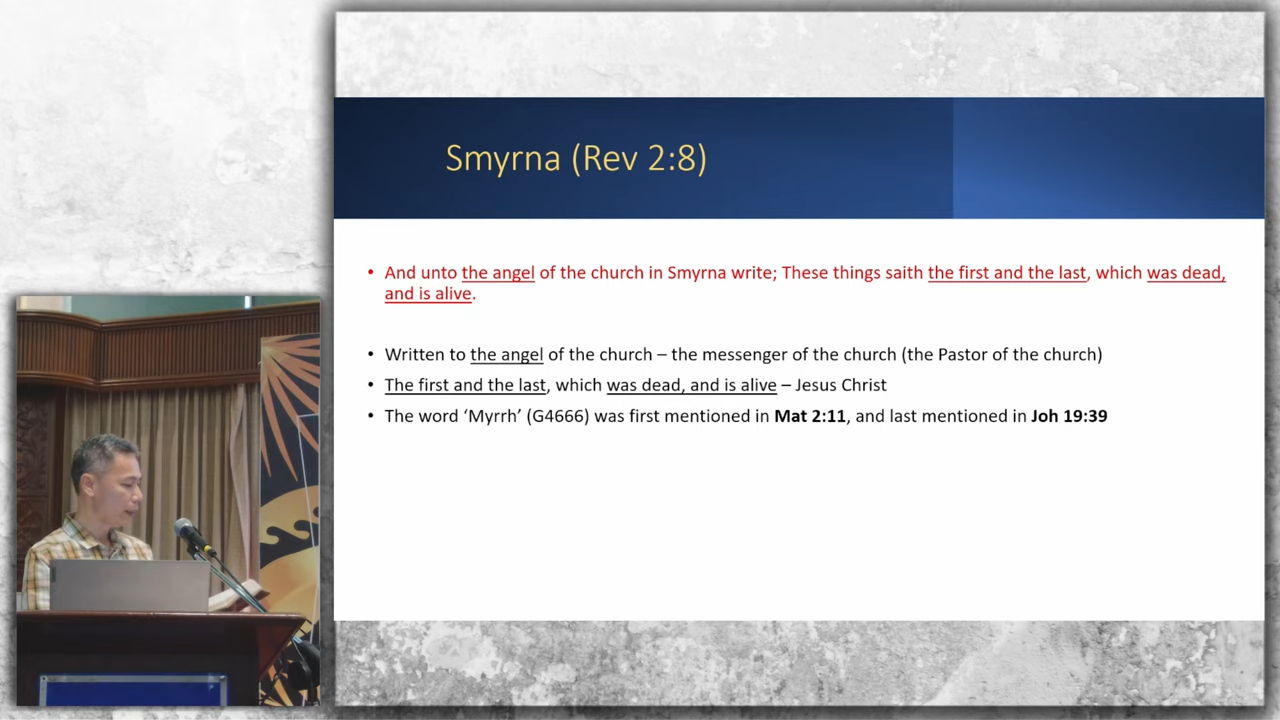 Smyrna (Rev 2:8)
• And unto the angel of the church in Smyrna write; These things saith the first and the last, which was dead,
and is alive.
• Written to the angel of the church – the messenger of the church (the Pastor of the church)
• The first and the last, which was dead, and is alive – Jesus Christ
• The word ‘Myrrh’ (G4666) was first mentioned in Mat 2:11, and last mentioned in Joh 19:39